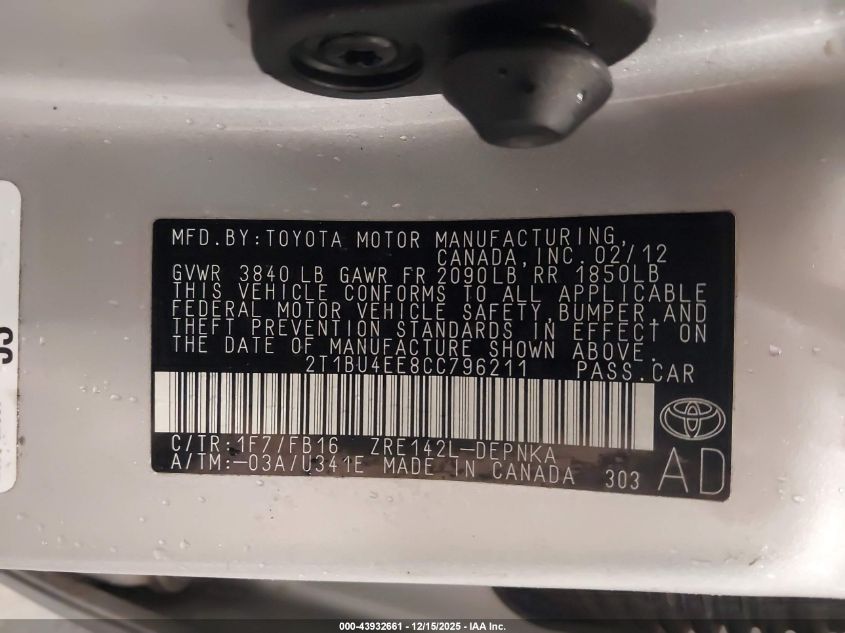 MFD.BY:TOYOTA MOTOR MANUFACTURING,
CANADA,INC. 02/12
GVWR 3840 LB GAWR FR 2090LB RR 1850LB
THIS VEHICLE CONFORMS TO ALL APPLICABLE
FEDERAL MOTOR VEHICLE SAFETY,BUMPER,AND
THEFT PREVENTION STANDARDS IN EFFECT ON
THE DATE OF MANUFACTURE SHOWN ABOVE.
2T1BU4EE8CC796211 PASS.CAR
C/TR:1F7/FB16 ZRE142L-DEPNKA
A/TM:-03A/U341E MADE IN CANADA 303
AD
000-43932661 - 12/15/2025 - IAA Inc.